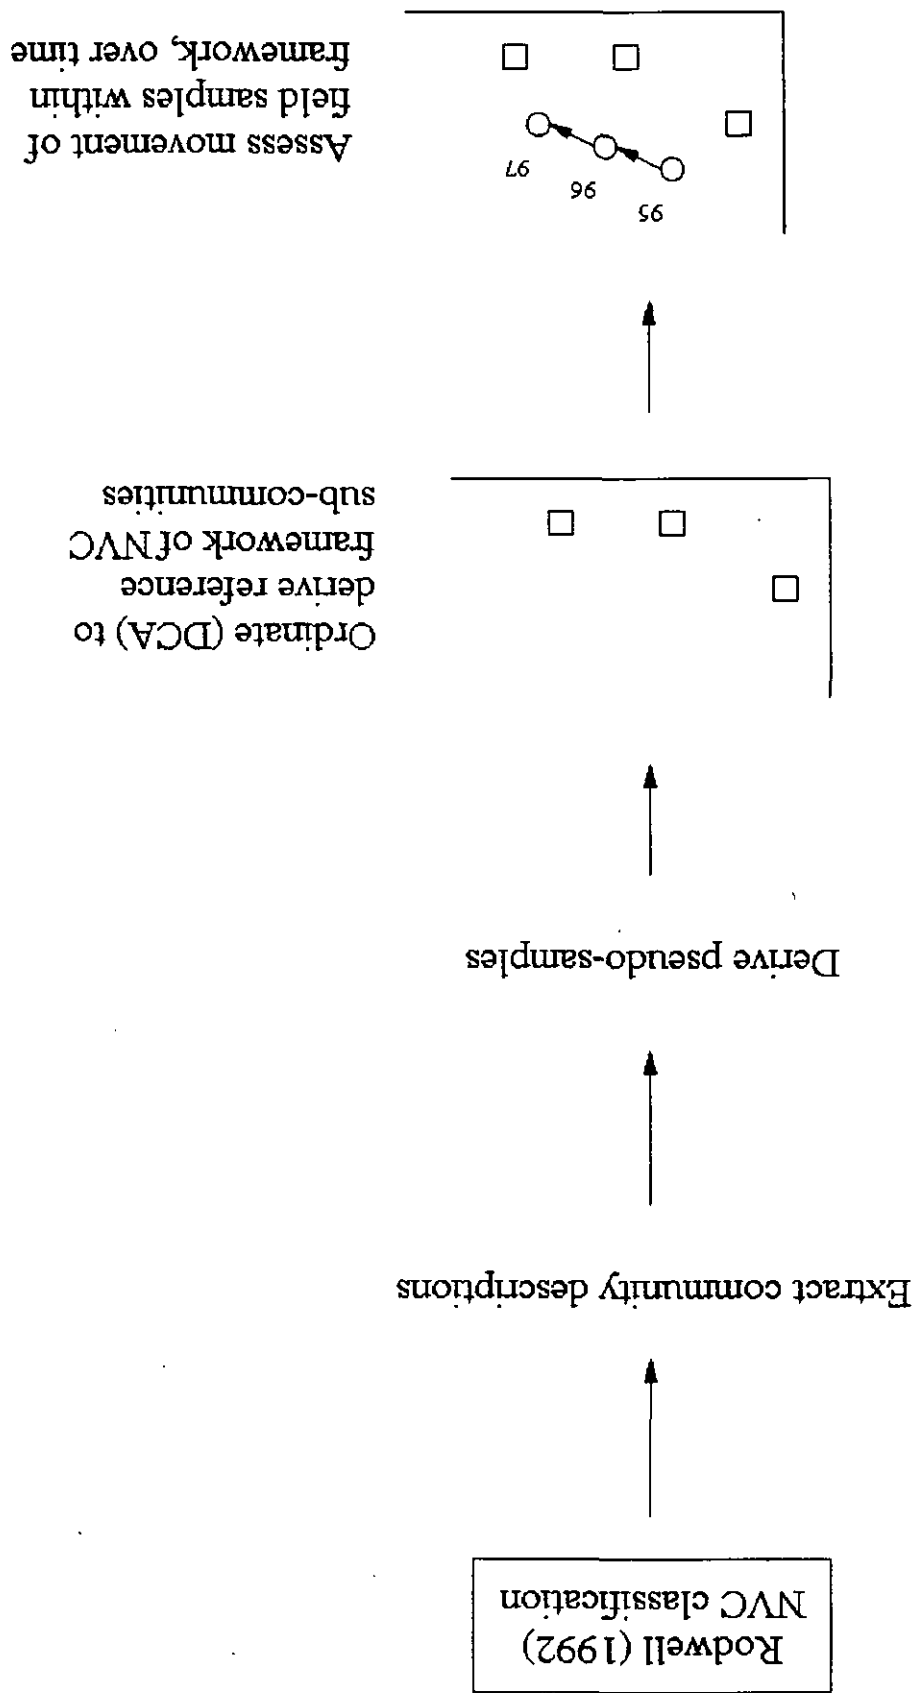 Rodwell (1992)
NVC classification
Extract community descriptions
Derive pseudo-samples
Ordinate (DCA) to
derive reference
framework of NVC
sub-communities
95
96
97
Assess movement of
field samples within
framework, over time